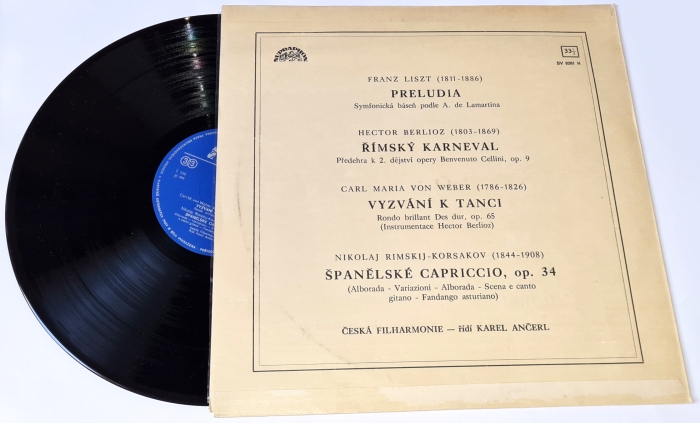 SUPRAPHON
33⅓
SV 8261 H
FRANZ LISZT (1811-1886)
PRELUDIA
Symfonická báseň podle A. de Lamartina
HECTOR BERLIOZ (1803-1869)
ŘÍMSKÝ KARNEVAL
Předehra k 2. dějství opery Benvenuto Cellini, op. 9
CARL MARIA VON WEBER (1786-1826)
VYZVÁNÍ K TANCI
Rondo brillant Des dur, op. 65
(Instrumentace Hector Berlioz)
NIKOLAJ RIMSKIJ-KORSAKOV (1844-1908)
ŠPANĚLSKÉ CAPRICCIO, op. 34
(Alborada - Variazioni - Alborada - Scena e canto
gitano - Fandango asturiano)
ČESKÁ FILHARMONIE — řídí KAREL ANČERL
33